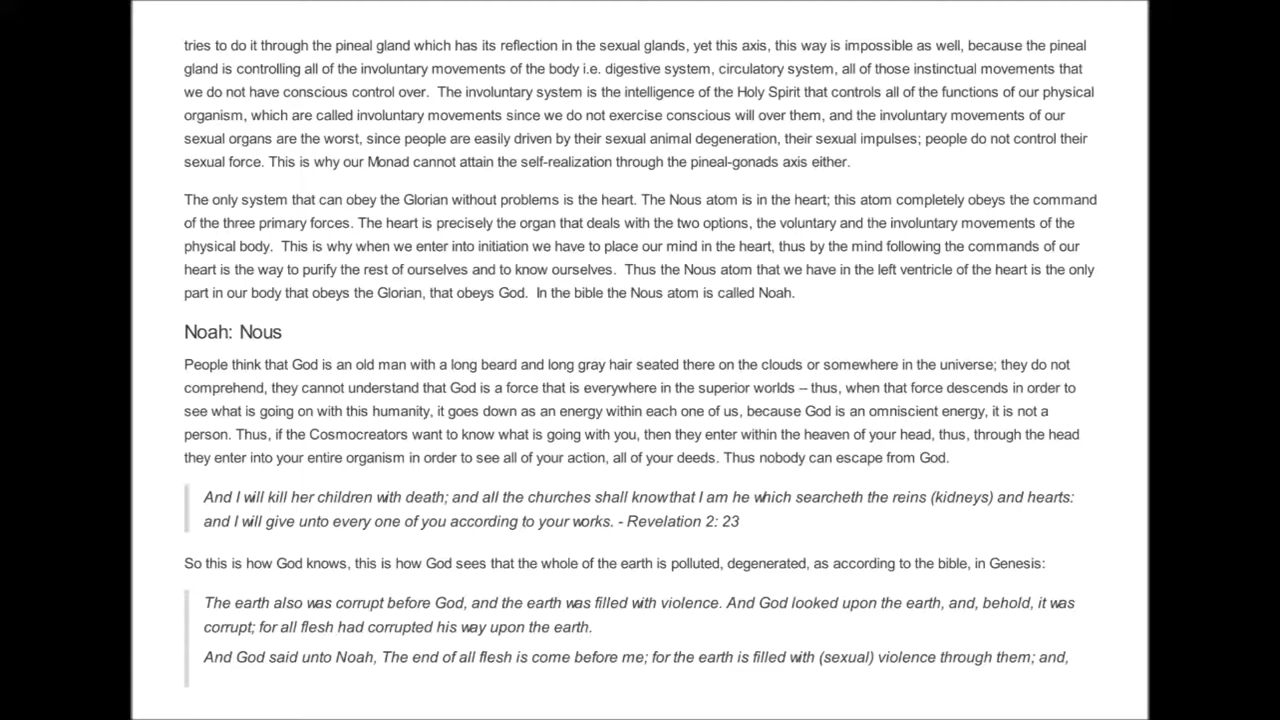 tries to do it through the pineal gland which has its reflection in the sexual glands, yet this axis, this way is impossible as well, because the pineal
gland is controlling all of the involuntary movements of the body i.e. digestive system, circulatory system, all of those instinctual movements that
we do not have conscious control over.  The involuntary system is the intelligence of the Holy Spirit that controls all of the functions of our physical
organism, which are called involuntary movements since we do not exercise conscious will over them, and the involuntary movements of our
sexual organs are the worst, since people are easily driven by their sexual animal degeneration, their sexual impulses; people do not control their
sexual force. This is why our Monad cannot attain the self-realization through the pineal-gonads axis either.
The only system that can obey the Glorian without problems is the heart. The Nous atom is in the heart; this atom completely obeys the command
of the three primary forces. The heart is precisely the organ that deals with the two options, the voluntary and the involuntary movements of the
physical body.  This is why when we enter into initiation we have to place our mind in the heart, thus by the mind following the commands of our
heart is the way to purify the rest of ourselves and to know ourselves.  Thus the Nous atom that we have in the left ventricle of the heart is the only
part in our body that obeys the Glorian, that obeys God.  In the bible the Nous atom is called Noah.
Noah: Nous
People think that God is an old man with a long beard and long gray hair seated there on the clouds or somewhere in the universe; they do not
comprehend, they cannot understand that God is a force that is everywhere in the superior worlds – thus, when that force descends in order to
see what is going on with this humanity, it goes down as an energy within each one of us, because God is an omniscient energy, it is not a
person. Thus, if the Cosmocreators want to know what is going with you, then they enter within the heaven of your head, thus, through the head
they enter into your entire organism in order to see all of your action, all of your deeds. Thus nobody can escape from God.
And I will kill her children with death; and all the churches shall know that I am he which searcheth the reins (kidneys) and hearts:
and I will give unto every one of you according to your works. - Revelation 2: 23
So this is how God knows, this is how God sees that the whole of the earth is polluted, degenerated, as according to the bible, in Genesis:
The earth also was corrupt before God, and the earth was filled with violence. And God looked upon the earth, and, behold, it was
corrupt; for all flesh had corrupted his way upon the earth.
And God said unto Noah, The end of all flesh is come before me; for the earth is filled with (sexual) violence through them; and,